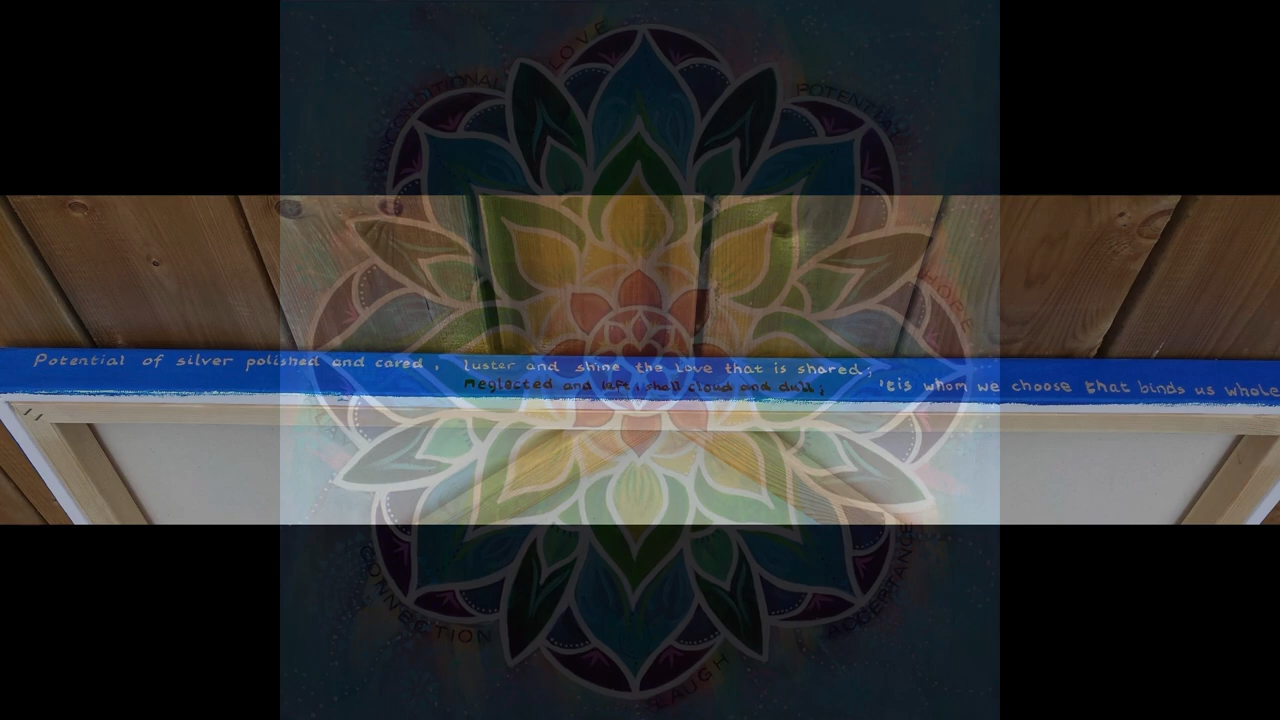 LOVE
UNCONDITIONAL
POTENTIAL
HOPE
Potential of silver polished and cared, luster and shine the Love that is shared;
Neglected and left, shall cloud and dull; 'tis whom we choose that binds us whole
CONNECTION
ACCEPTANCE
LAUGH